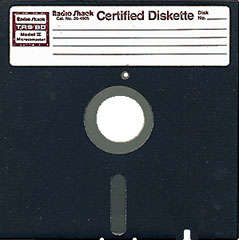 Radio Shack
TRS-80
Model II
Microcomputer
Radio Shack
Cat. No. 26-4905
Certified Diskette
Disk
No.